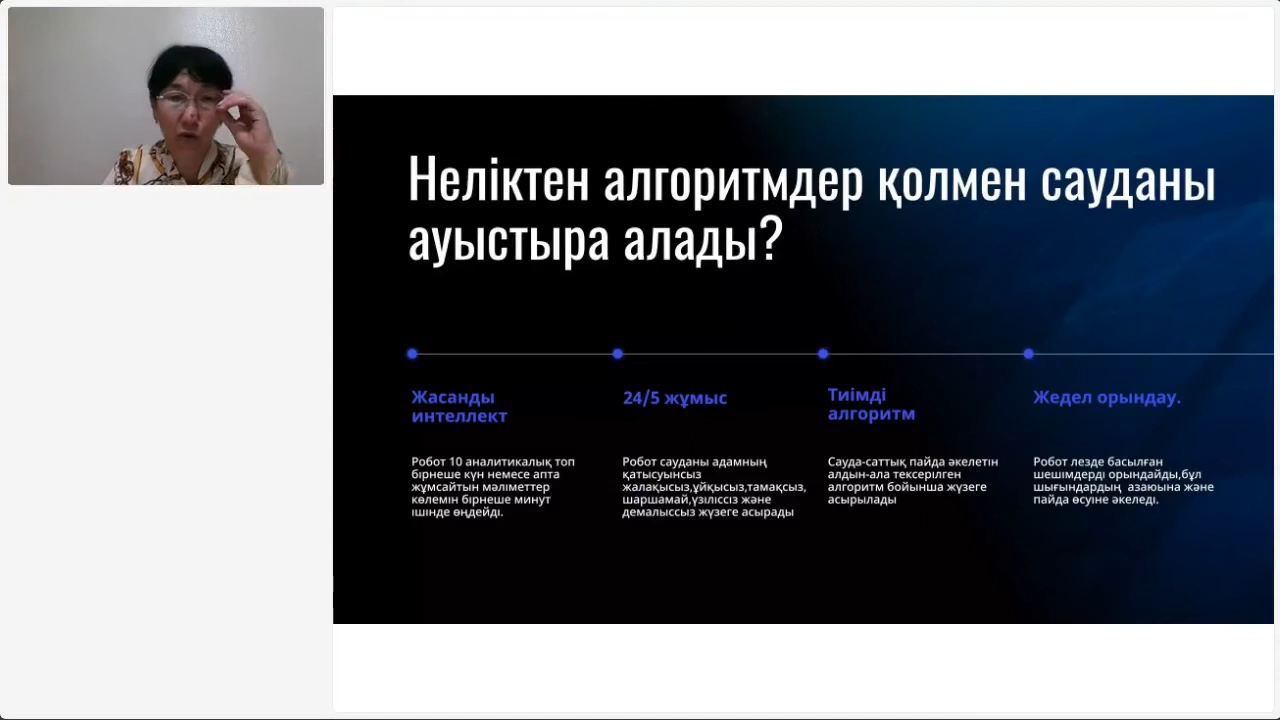 Неліктен алгоритмдер қолмен сауданы
ауыстыра алады?
Жасанды
интеллект
Робот 10 аналитикалық топ
бірнеше күн немесе апта
жұмсайтын мәліметтер
көлемін бірнеше минут
ішінде өңдейді.
24/5 жұмыс
Робот сауданы адамның
қатысуынсыз
жалақысыз,ұйқысыз,тамақсыз,
шаршамай,үзіліссіз және
демалыссыз жүзеге асырады
Тиімді
алгоритм
Сауда-саттық пайда әкелетін
алдын-ала тексерілген
алгоритм бойынша жүзеге
асырылады
Жедел орындау.
Робот лезде басылған
шешімдерді орындайды,бұл
шығындардың  азаюына және
пайда өсуіне әкеледі.